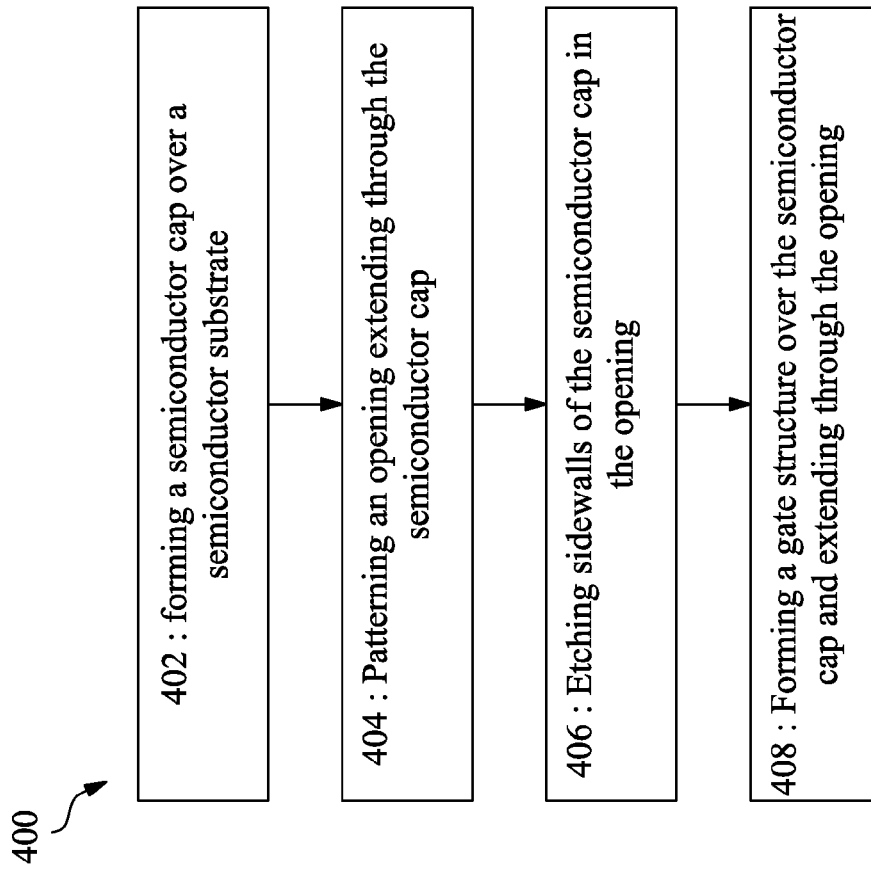 400
402 : forming a semiconductor cap over a
semiconductor substrate
404 : Patterning an opening extending through the
semiconductor cap
406 : Etching sidewalls of the semiconductor cap in
the opening
408 : Forming a gate structure over the semiconductor
cap and extending through the opening